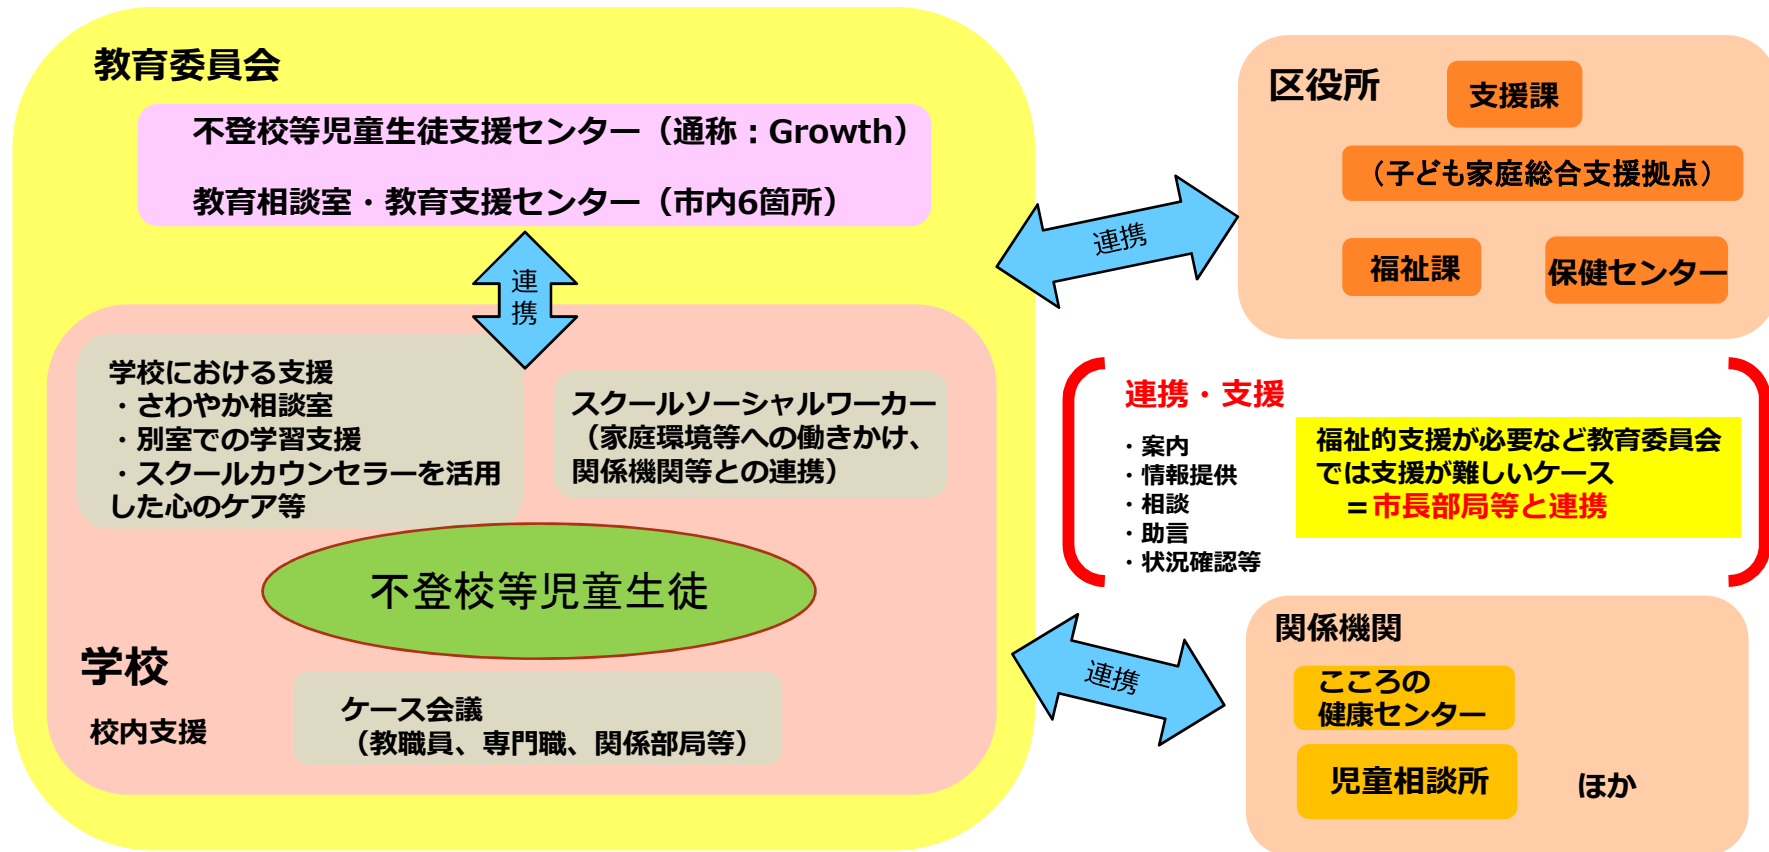 教育委員会
不登校等児童生徒支援センター（通称：Growth）
教育相談室・教育支援センター（市内6箇所）
連
携
学校における支援
・さわやか相談室
・別室での学習支援
・スクールカウンセラーを活用
した心のケア等
スクールソーシャルワーカー
（家庭環境等への働きかけ、
関係機関等との連携）
不登校等児童生徒
学校
校内支援
ケース会議
（教職員、専門職、関係部局等）
連携
区役所
支援課
（子ども家庭総合支援拠点）
福祉課
保健センター
連携・支援
・案内
・情報提供
・相談
・助言
・状況確認等
福祉的支援が必要など教育委員会
では支援が難しいケース
＝市長部局等と連携
連携
関係機関
こころの
健康センター
児童相談所
ほか